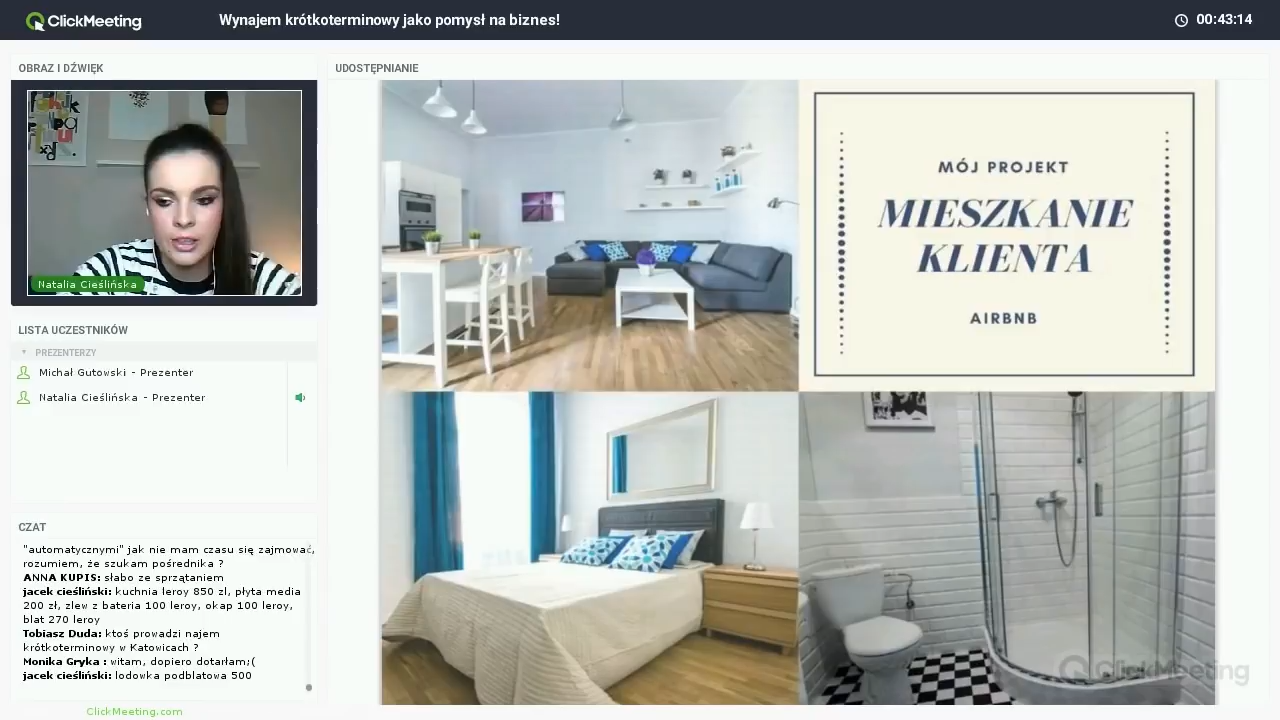 ClickMeeting
Wynajem krótkoterminowy jako pomysł na biznes!
00:43:14
OBRAZ I DŹWIĘK
UDOSTĘPNIANIE
Natalia Cieślińska
LISTA UCZESTNIKÓW
PREZENTERZY
Michał Gutowski - Prezenter
Natalia Cieślińska - Prezenter
CZAT
"automatycznymi" jak nie mam czasu się zajmować,
rozumiem, że szukam pośrednika ?
ANNA KUPIS: słabo ze sprzątaniem
jacek cieśliński: kuchnia leroy 850 zl, płyta media
200 zł, zlew z bateria 100 leroy, okap 100 leroy,
blat 270 leroy
Tobiasz Duda: ktoś prowadzi najem
krótkoterminowy w Katowicach ?
Monika Gryka : witam, dopiero dotarłam;(
jacek cieśliński: lodowka podblatowa 500
ClickMeeting.com
MÓJ PROJEKT
MIESZKANIE
KLIENTA
AIRBNB
ClickMeeting